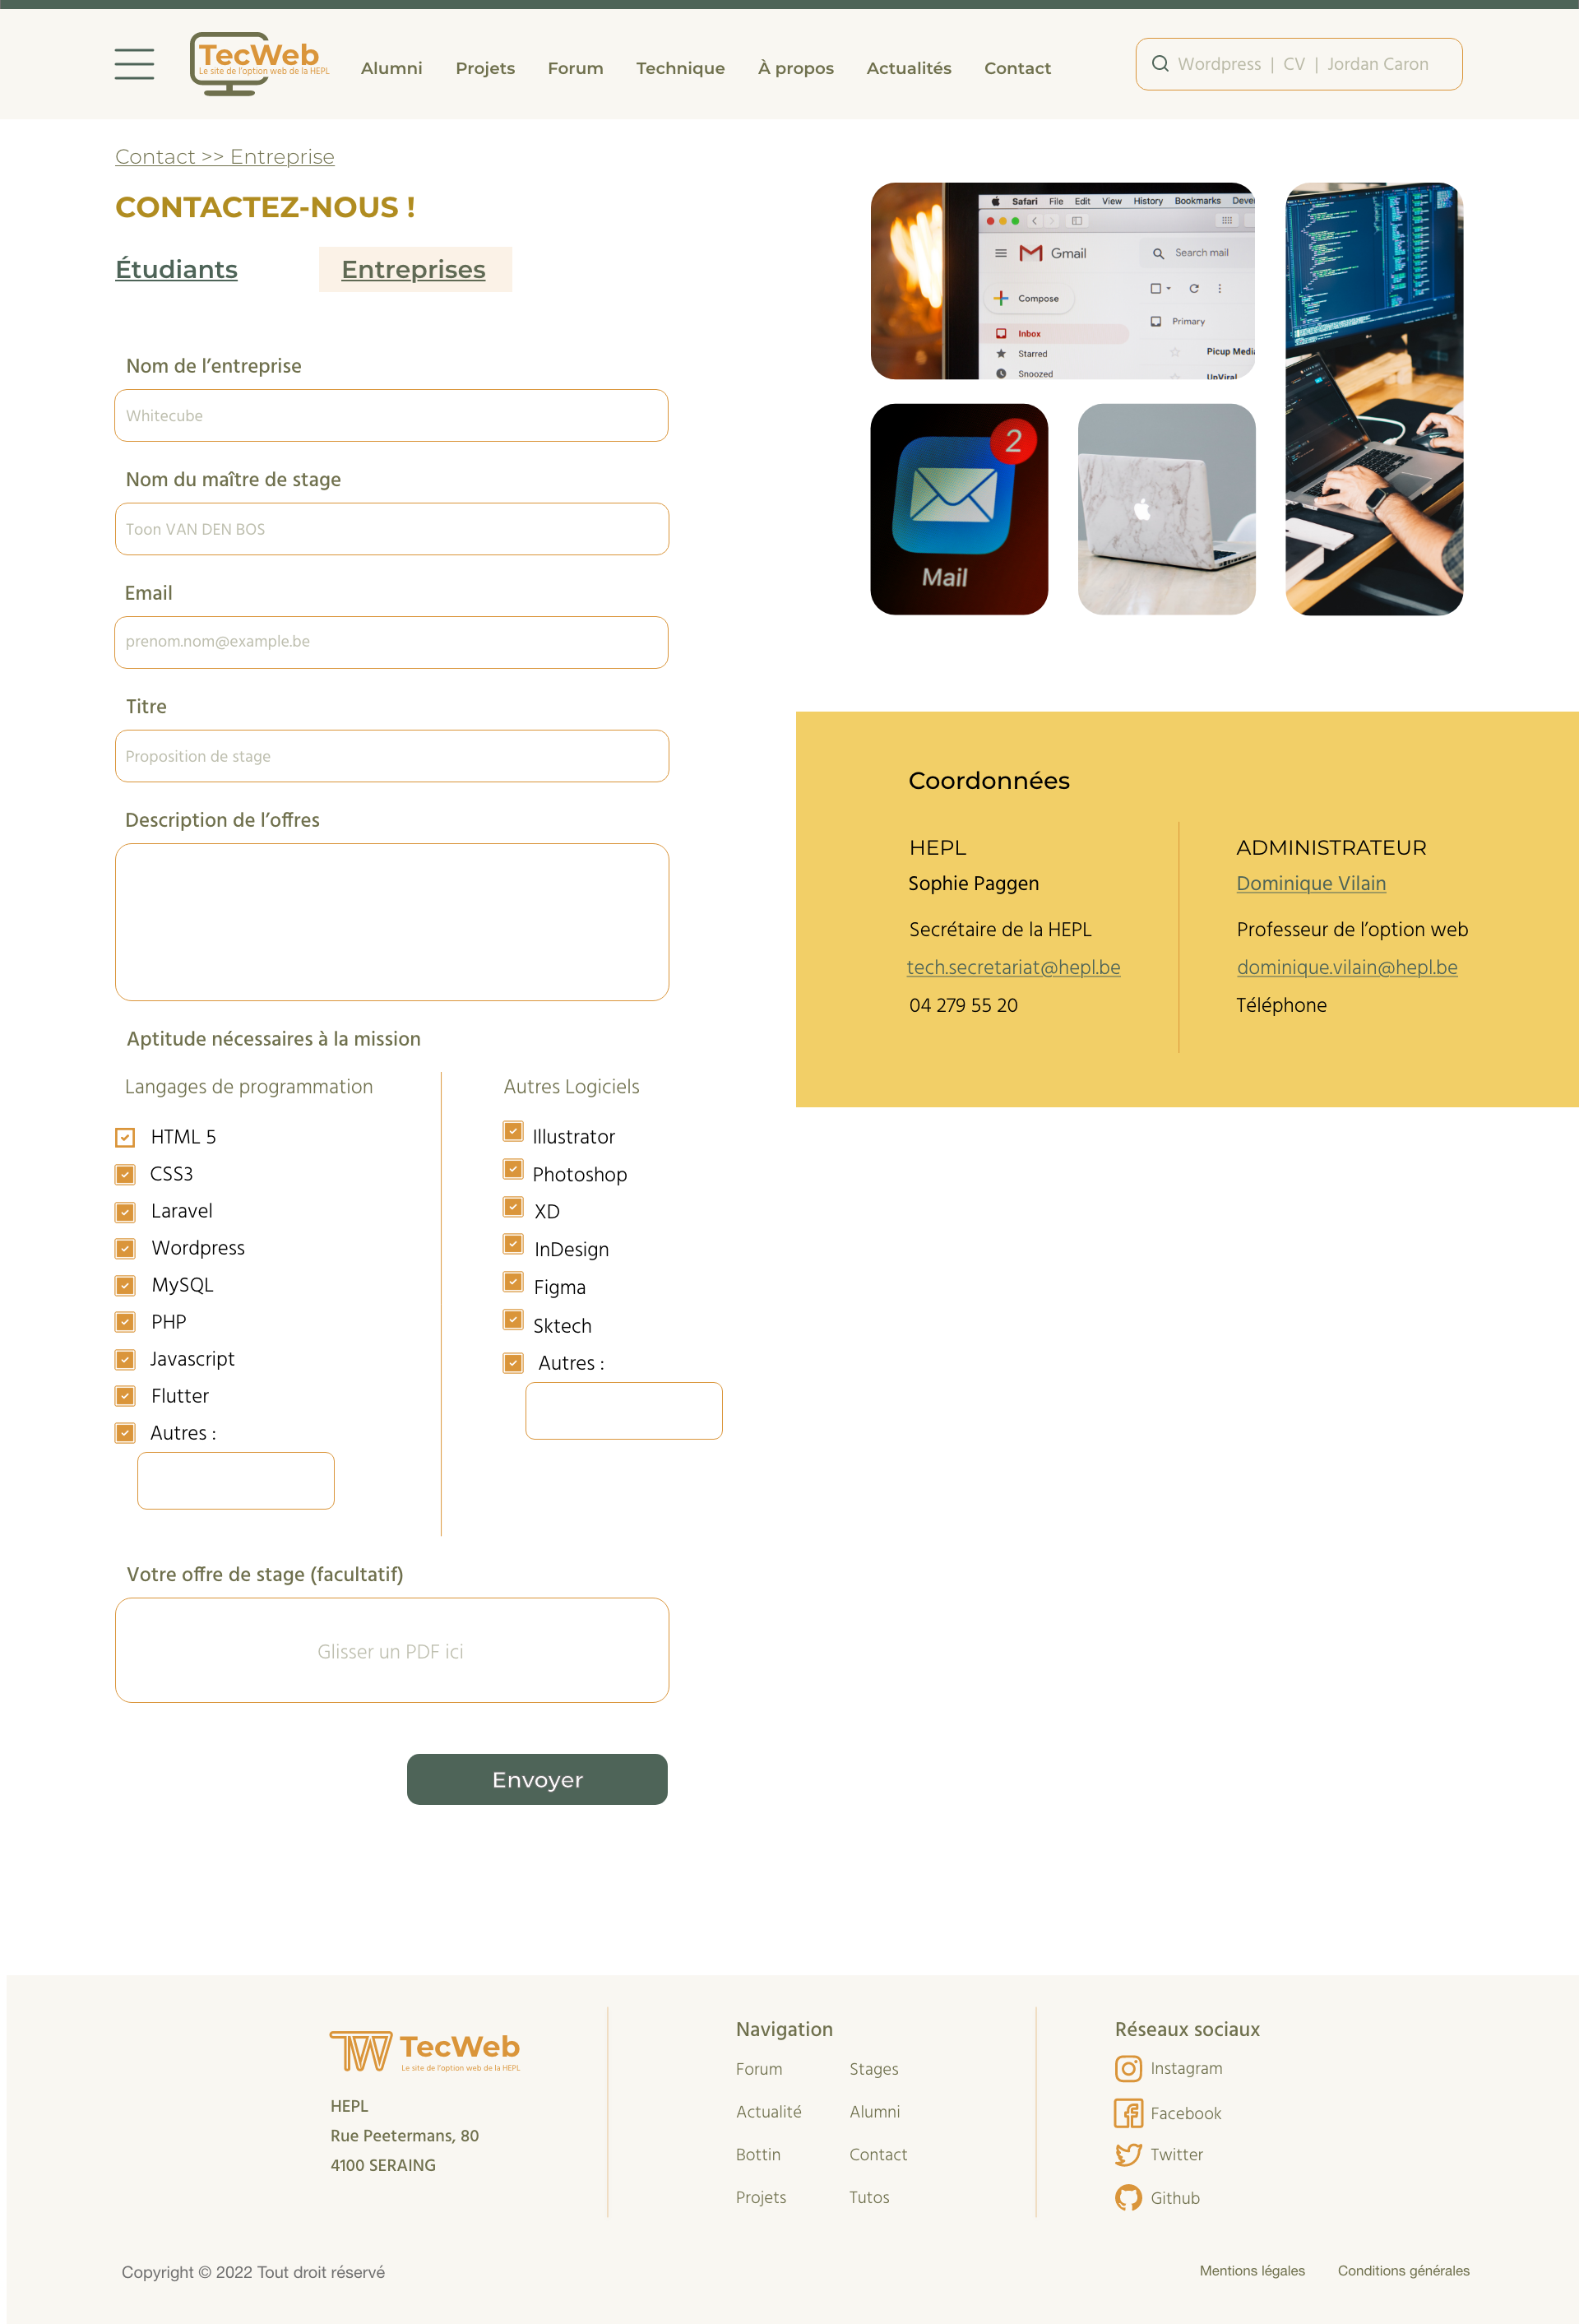 TecWeb
Le site de l'option web de la HEPL
Alumni
Projets
Forum
Technique
À propos
Actualités
Contact
Wordpress | CV | Jordan Caron
Contact >> Entreprise
CONTACTEZ-NOUS !
Étudiants
Entreprises
Safari File Edit View History Bookmarks Deve
Gmail
Search mail
Compose
Primary
Inbox
Starred
Picup Media
Snoozed
UnViral
2
Mail
Nom de l’entreprise
Whitecube
Nom du maître de stage
Toon VAN DEN BOS
Email
prenom.nom@example.be
Titre
Proposition de stage
Description de l’offres
Aptitude nécessaires à la mission
Langages de programmation
HTML 5
CSS3
Laravel
Wordpress
MySQL
PHP
Javascript
Flutter
Autres :
Autres Logiciels
Illustrator
Photoshop
XD
InDesign
Figma
Sktech
Autres :
Votre offre de stage (facultatif)
Glisser un PDF ici
Envoyer
Coordonnées
HEPL
Sophie Paggen
Secrétaire de la HEPL
tech.secretariat@hepl.be
04 279 55 20
ADMINISTRATEUR
Dominique Vilain
Professeur de l’option web
dominique.vilain@hepl.be
Téléphone
TW TecWeb
Le site de l'option web de la HEPL
HEPL
Rue Peetermans, 80
4100 SERAING
Navigation
Forum
Actualité
Bottin
Projets
Stages
Alumni
Contact
Tutos
Réseaux sociaux
Instagram
Facebook
Twitter
Github
Copyright © 2022 Tout droit réservé
Mentions légales
Conditions générales